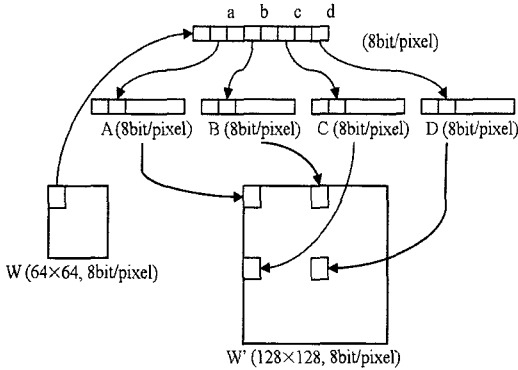 a b c d
(8bit/pixel)
A (8bit/pixel) B (8bit/pixel) C (8bit/pixel) D (8bit/pixel)
W (64×64, 8bit/pixel)
W' (128×128, 8bit/pixel)